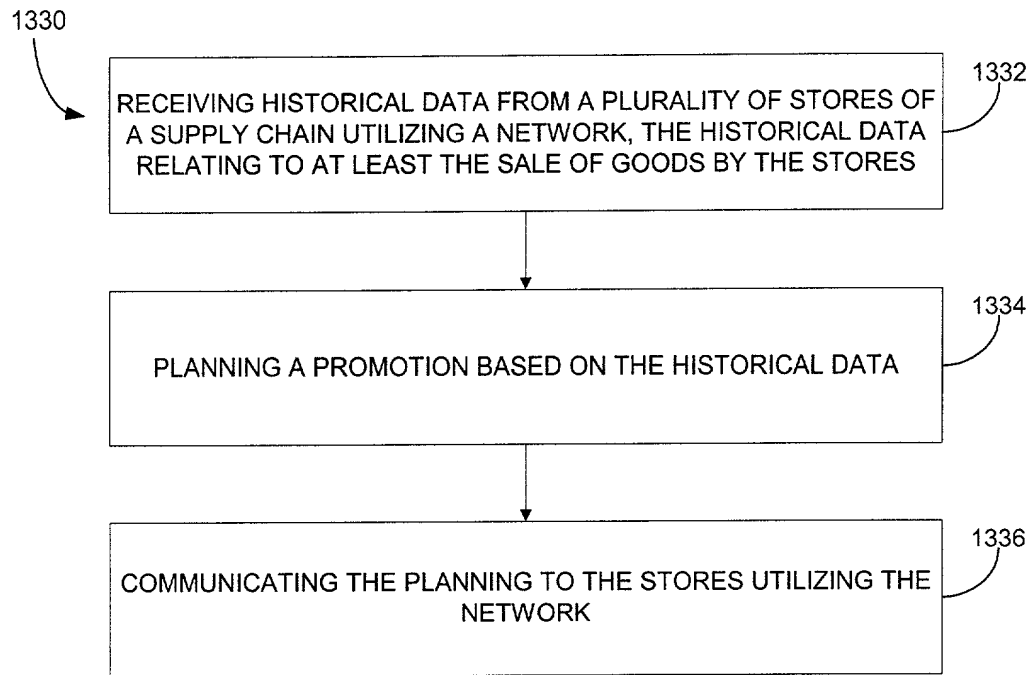 1330
1332
RECEIVING HISTORICAL DATA FROM A PLURALITY OF STORES OF
A SUPPLY CHAIN UTILIZING A NETWORK, THE HISTORICAL DATA
RELATING TO AT LEAST THE SALE OF GOODS BY THE STORES
1334
PLANNING A PROMOTION BASED ON THE HISTORICAL DATA
1336
COMMUNICATING THE PLANNING TO THE STORES UTILIZING THE
NETWORK